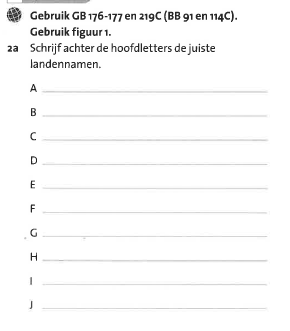 Gebruik GB 176-177 en 219C (BB 91 en 114C).
Gebruik figuur 1.
2a Schrijf achter de hoofdletters de juiste
landennamen.
A
B
C
D
E
F
G
H
I
J